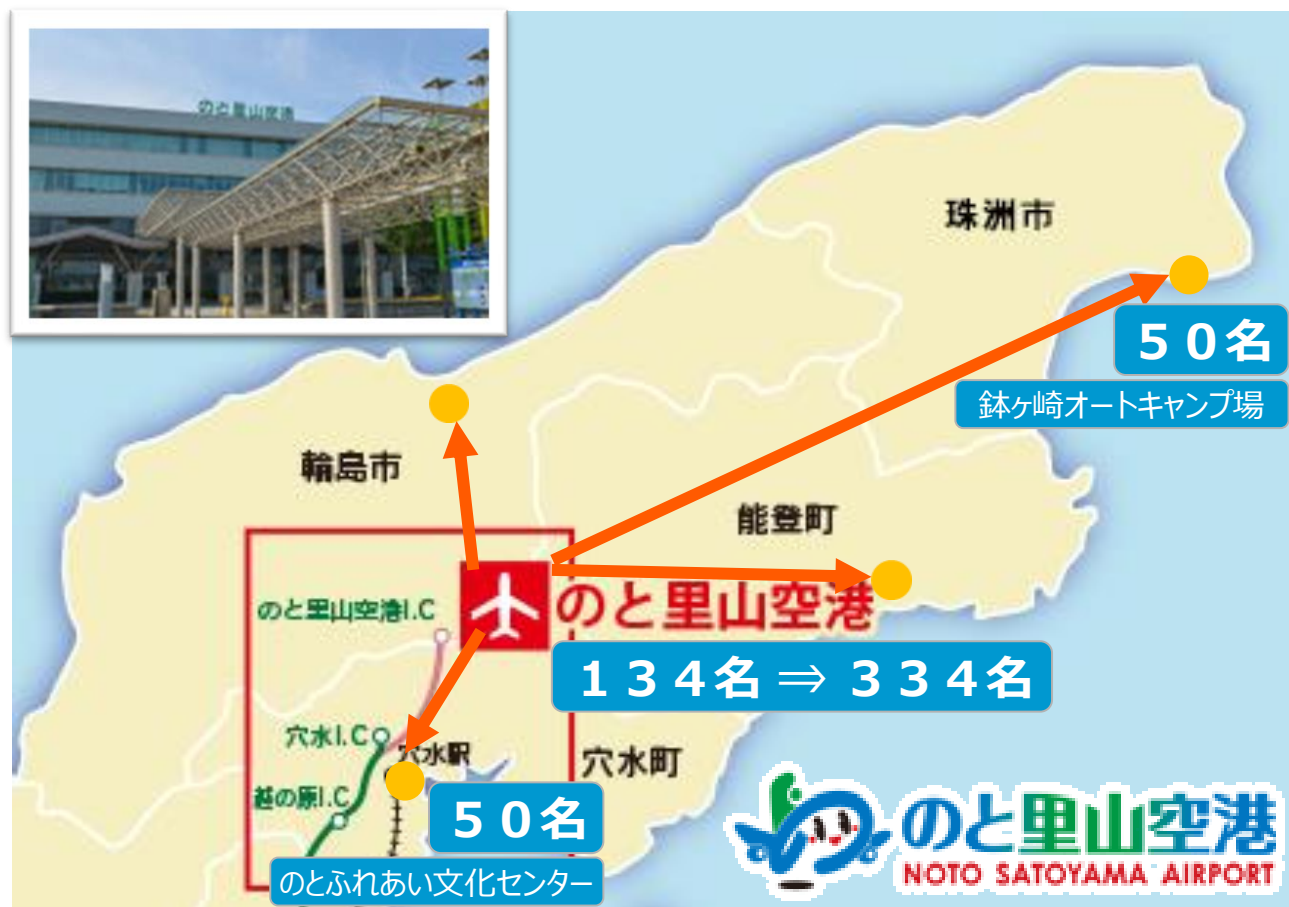 のと里山空港
珠洲市
５０名
鉢ヶ崎オートキャンプ場
輪島市
能登町
のと里山空港I.C
のと里山空港
１３４名 ⇒ ３３４名
穴水I.C
穴水駅
穴水町
越の原I.C
５０名
のとふれあい文化センター
のと里山空港
NOTO SATOYAMA AIRPORT